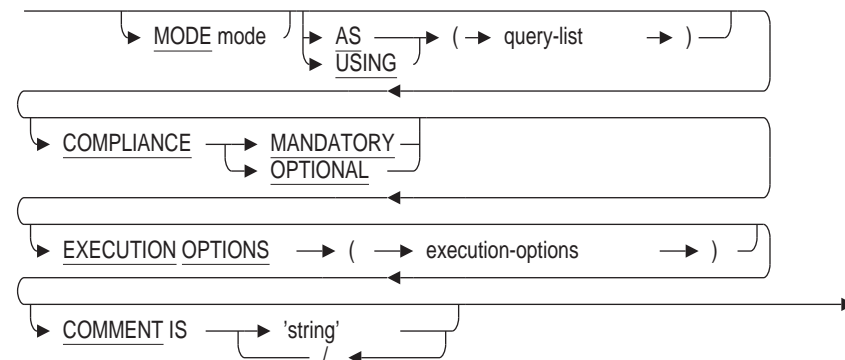 MODE mode AS ( query-list )
USING
COMPLIANCE MANDATORY
OPTIONAL
EXECUTION OPTIONS ( execution-options )
COMMENT IS 'string'
/